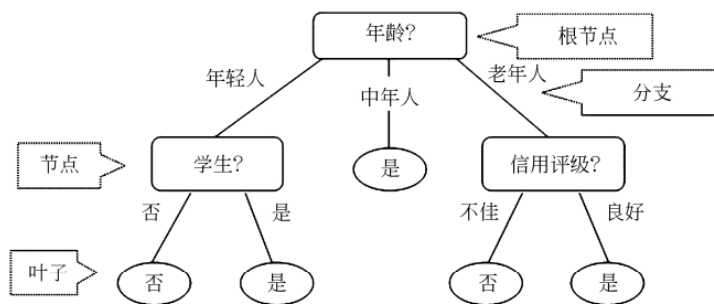 年龄?
根节点
年轻人
中年人
老年人
分支
节点
学生?
是
信用评级?
否
是
不佳
良好
叶子
否
是
否
是